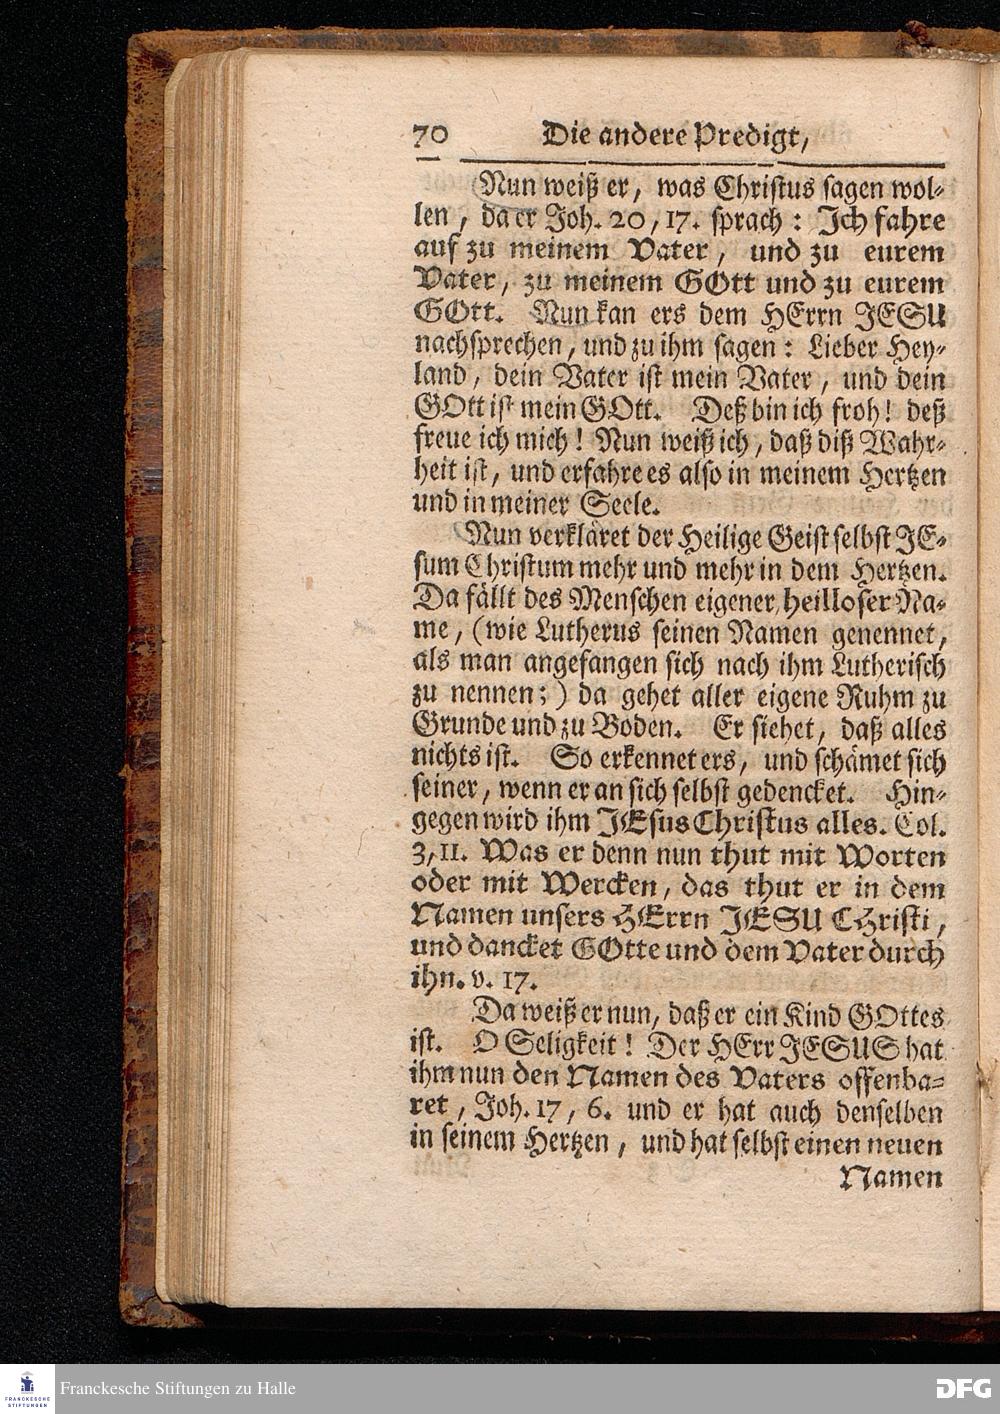 70 Die andere Predigt,
Nun weiß er, was Christus sagen wol-
len, da er Joh. 20, 17. sprach: Ich fahre
auf zu meinem Vater, und zu eurem
Vater, zu meinem GOtt und zu eurem
GOtt. Nun kan ers dem HErrn JESU
nachsprechen, und zu ihm sagen: Lieber Hey-
land, dein Vater ist mein Vater, und dein
GOtt ist mein GOtt. Deß bin ich froh! deß
freue ich mich! Nun weiß ich, daß diß Wahr-
heit ist, und erfahre es also in meinem Hertzen
und in meiner Seele.
Nun verkläret der Heilige Geist selbst JE-
sum Christum mehr und mehr in dem Hertzen.
Da fällt des Menschen eigener, heilloser Na-
me, (wie Lutherus seinen Namen genennet,
als man angefangen sich nach ihm Lutherisch
zu nennen;) da gehet aller eigene Ruhm zu
Grunde und zu Boden. Er siehet, daß alles
nichts ist. So erkennet ers, und schämet sich
seiner, wenn er an sich selbst gedencket. Hin-
gegen wird ihm JEsus Christus alles. Col.
3, 11. Was er denn nun thut mit Worten
oder mit Wercken, das thut er in dem
Namen unsers HErrn JESU CHristi,
und dancket GOtte und dem Vater durch
ihn. v. 17.
Da weiß er nun, daß er ein Kind GOttes
ist. O Seligkeit! Der HErr JESUS hat
ihm nun den Namen des Vaters offenba-
ret, Joh. 17, 6. und er hat auch denselben
in seinem Hertzen, und hat selbst einen neuen
Namen
FRANCKESCHE
STIFTUNGEN
Franckesche Stiftungen zu Halle
DFG